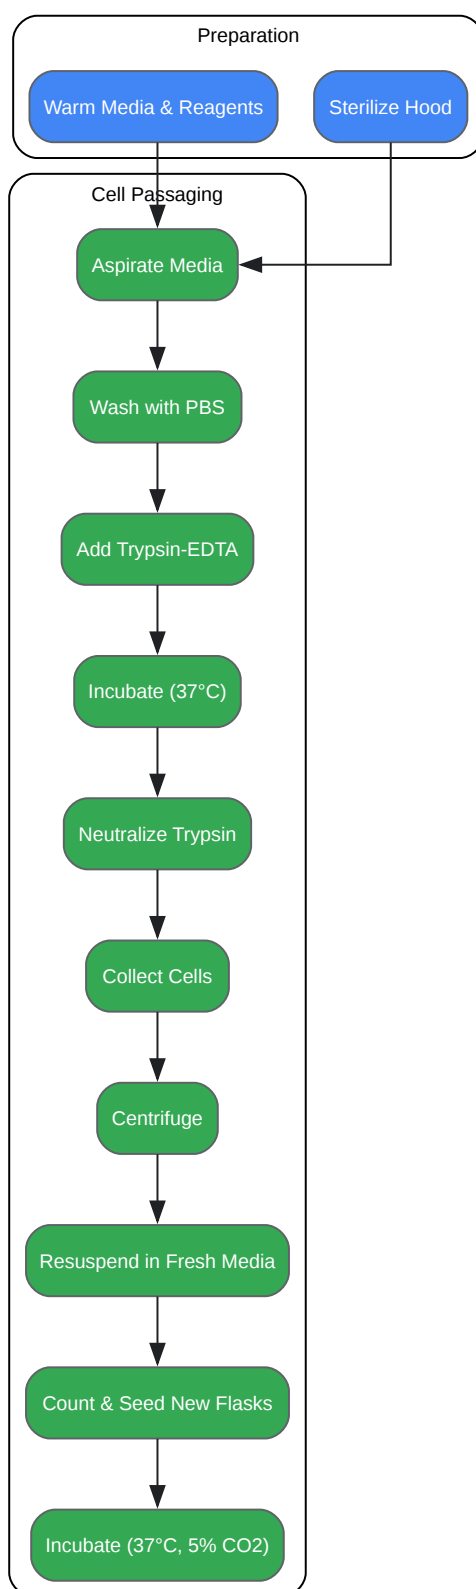 Preparation
Warm Media & Reagents
Sterilize Hood
Cell Passaging
Aspirate Media
Wash with PBS
Add Trypsin-EDTA
Incubate (37°C)
Neutralize Trypsin
Collect Cells
Centrifuge
Resuspend in Fresh Media
Count & Seed New Flasks
Incubate (37°C, 5% CO2)